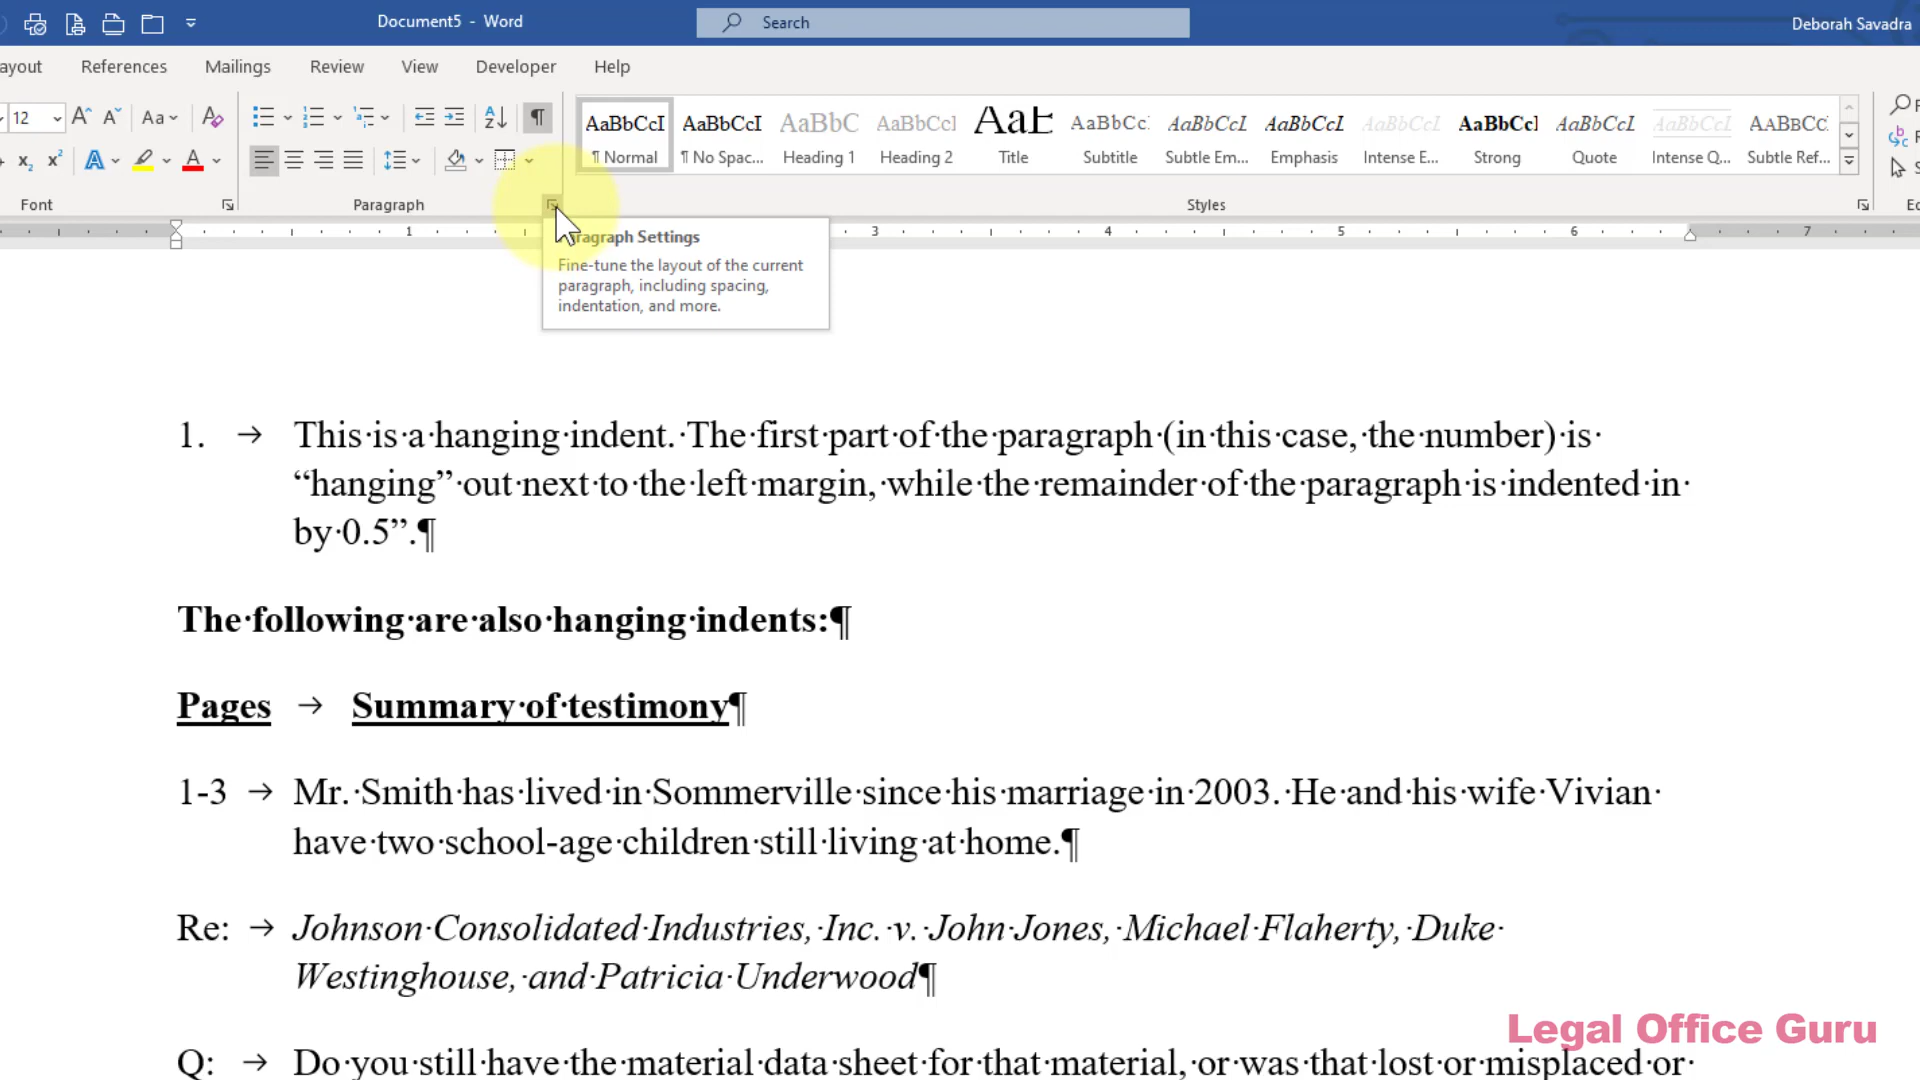 Document5 - Word
Search
Deborah Savadra
ayout References Mailings Review View Developer Help
12 Aa
AaBbCcI AaBbCcI AaBbC AaBbCcI AaB AaBbCc AaBbCcI AaBbCcI AaBbCcI AaBbCcI AaBbCcI AaBbCcI AABBCC
¶ Normal ¶ No Spac... Heading 1 Heading 2 Title Subtitle Subtle Em... Emphasis Intense E... Strong Quote Intense Q... Subtle Ref...
Font Paragraph Styles
1 3 4 5 6 7
ragraph Settings
Fine-tune the layout of the current
paragraph, including spacing,
indentation, and more.
1. → This·is·a·hanging·indent.·The·first·part·of·the·paragraph·(in·this·case,·the·number)·is·
“hanging”·out·next·to·the·left·margin,·while·the·remainder·of·the·paragraph·is·indented·in·
by·0.5”.¶
The·following·are·also·hanging·indents:¶
Pages → Summary·of·testimony¶
1-3 → Mr.·Smith·has·lived·in·Sommerville·since·his·marriage·in·2003.·He·and·his·wife·Vivian·
have·two·school-age·children·still·living·at·home.¶
Re: → Johnson·Consolidated·Industries,·Inc.·v.·John·Jones,·Michael·Flaherty,·Duke·
Westinghouse,·and·Patricia·Underwood¶
Q: → Do·you·still·have·the·material·data·sheet·for·that·material,·or·was·that·lost·or·misplaced·or·
Legal Office Guru